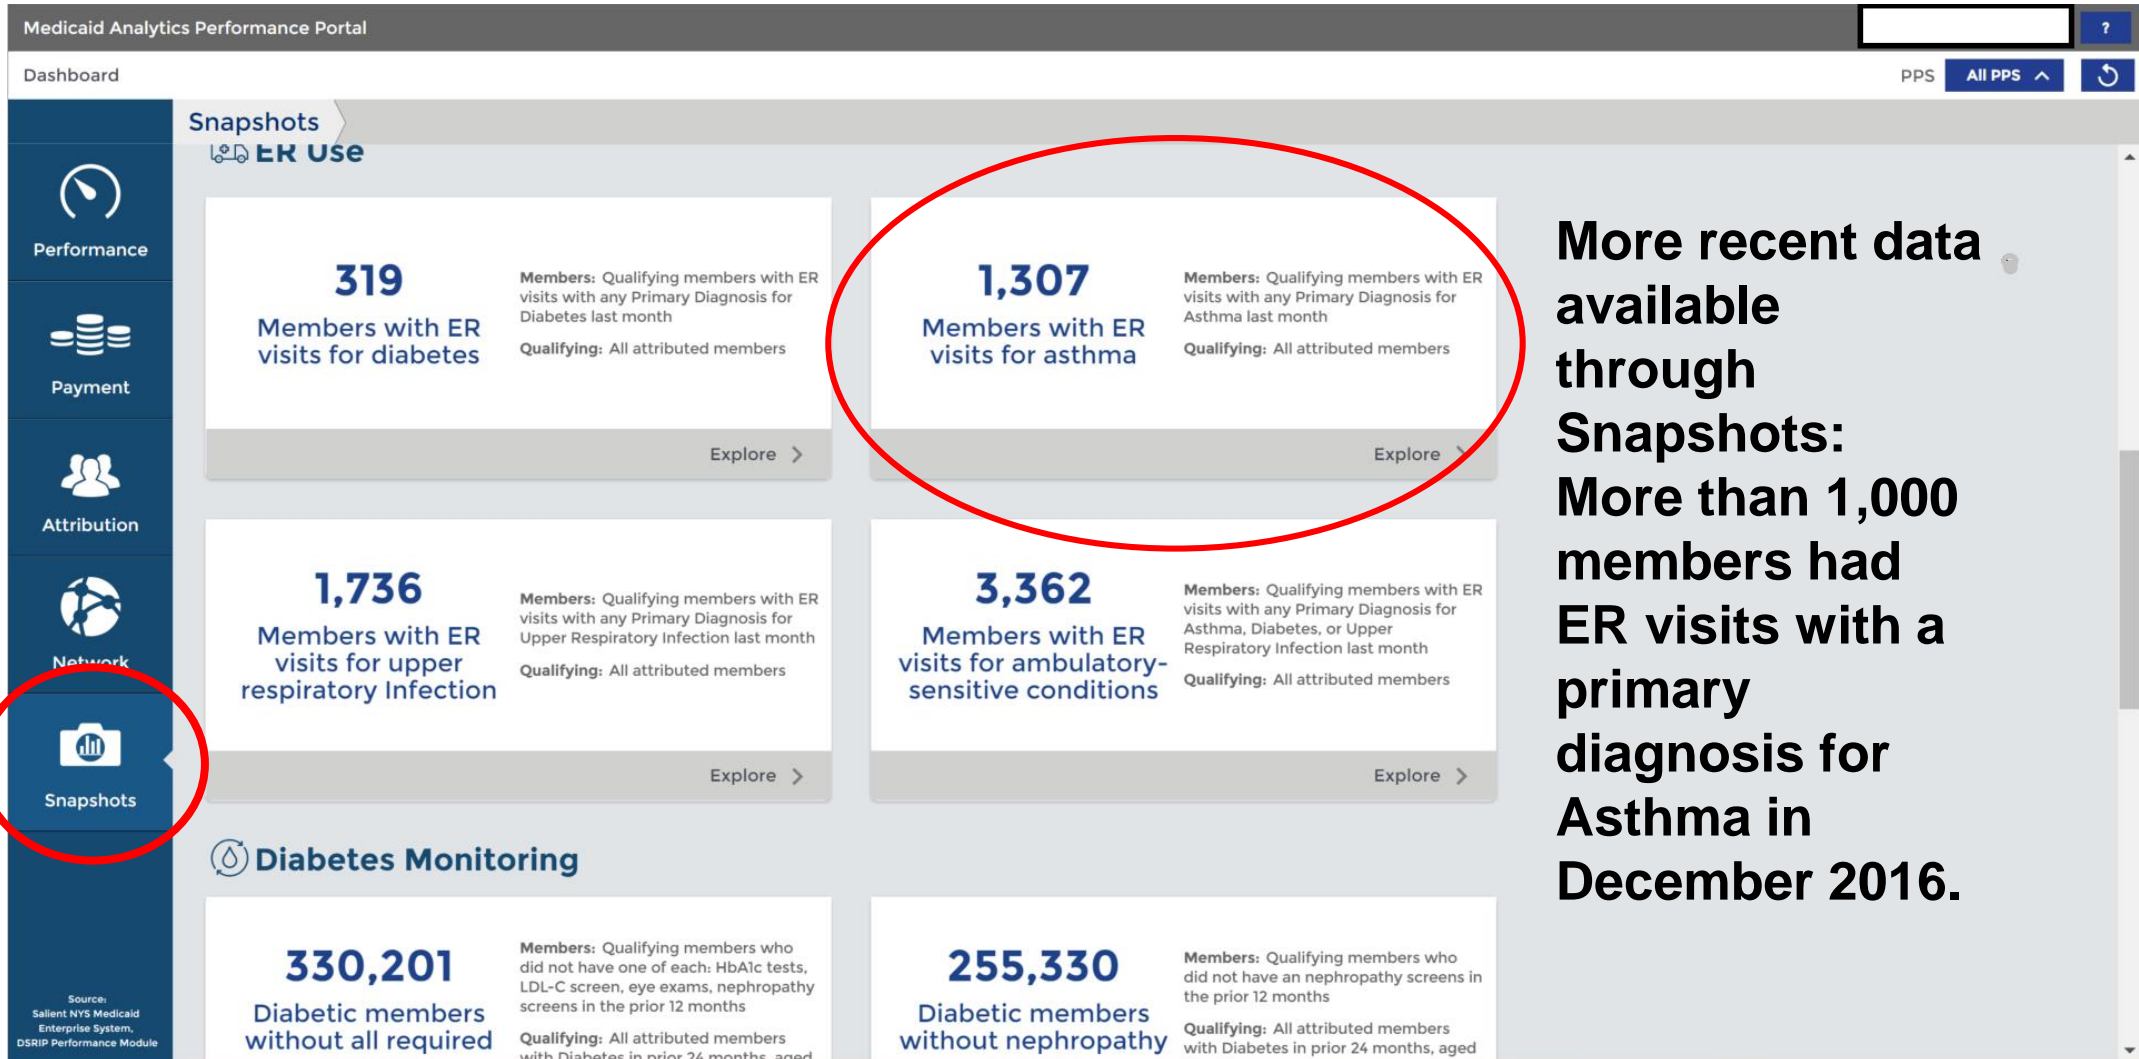 Medicaid Analytics Performance Portal
?
Dashboard
PPS All PPS
Snapshots
ER Use
Performance
Payment
Attribution
Network
Snapshots
Source:
Salient NYS Medicaid
Enterprise System,
DSRIP Performance Module
319
Members with ER
visits for diabetes
Members: Qualifying members with ER
visits with any Primary Diagnosis for
Diabetes last month
Qualifying: All attributed members
Explore
1,307
Members with ER
visits for asthma
Members: Qualifying members with ER
visits with any Primary Diagnosis for
Asthma last month
Qualifying: All attributed members
Explore
1,736
Members with ER
visits for upper
respiratory Infection
Members: Qualifying members with ER
visits with any Primary Diagnosis for
Upper Respiratory Infection last month
Qualifying: All attributed members
Explore
3,362
Members with ER
visits for ambulatory-
sensitive conditions
Members: Qualifying members with ER
visits with any Primary Diagnosis for
Asthma, Diabetes, or Upper
Respiratory Infection last month
Qualifying: All attributed members
Explore
Diabetes Monitoring
330,201
Diabetic members
without all required
Members: Qualifying members who
did not have one of each: HbA1c tests,
LDL-C screen, eye exams, nephropathy
screens in the prior 12 months
Qualifying: All attributed members
with Diabetes in prior 24 months, aged
255,330
Diabetic members
without nephropathy
Members: Qualifying members who
did not have an nephropathy screens in
the prior 12 months
Qualifying: All attributed members
with Diabetes in prior 24 months, aged
More recent data
available
through
Snapshots:
More than 1,000
members had
ER visits with a
primary
diagnosis for
Asthma in
December 2016.